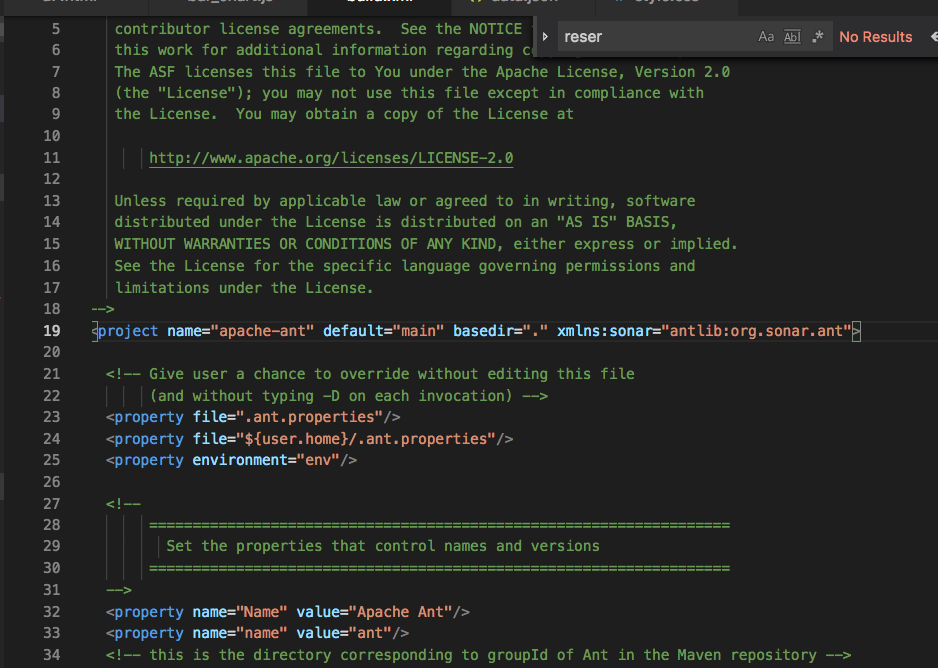 reser Aa Abl .* No Results
5 contributor license agreements.  See the NOTICE
6 this work for additional information regarding
7 The ASF licenses this file to You under the Apache License, Version 2.0
8 (the "License"); you may not use this file except in compliance with
9 the License.  You may obtain a copy of the License at
10
11 http://www.apache.org/licenses/LICENSE-2.0
12
13 Unless required by applicable law or agreed to in writing, software
14 distributed under the License is distributed on an "AS IS" BASIS,
15 WITHOUT WARRANTIES OR CONDITIONS OF ANY KIND, either express or implied.
16 See the License for the specific language governing permissions and
17 limitations under the License.
18 -->
19 <project name="apache-ant" default="main" basedir="." xmlns:sonar="antlib:org.sonar.ant">
20
21 <!-- Give user a chance to override without editing this file
22 (and without typing -D on each invocation) -->
23 <property file=".ant.properties"/>
24 <property file="${user.home}/.ant.properties"/>
25 <property environment="env"/>
26
27 <!--
28 ===================================================================
29 Set the properties that control names and versions
30 ===================================================================
31 -->
32 <property name="Name" value="Apache Ant"/>
33 <property name="name" value="ant"/>
34 <!-- this is the directory corresponding to groupId of Ant in the Maven repository -->